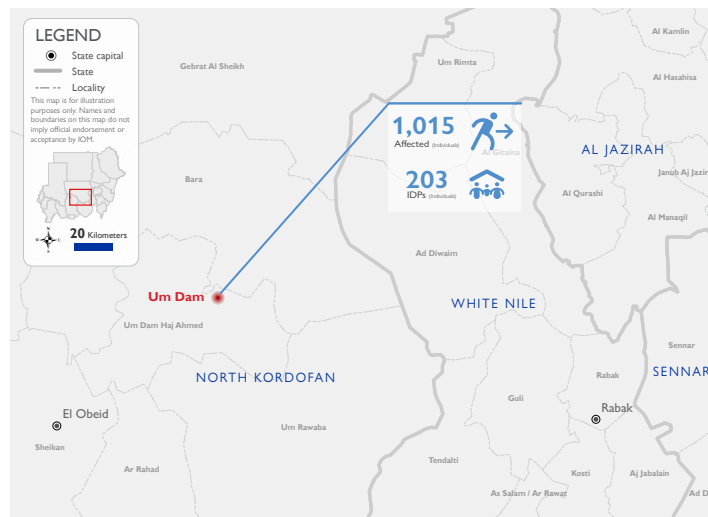 LEGEND
State capital
State
Locality
This map is for illustration
purposes only. Names and
boundaries on this map do not
imply official endorsement or
acceptance by IOM.
N
W E
S
20 Kilometers
Gebrat Al Sheikh
Um Rimta
Al Kamlin
Al Hasahisa
1,015
Affected (Individuals)
Al Gitaina
203
IDPs (Individuals)
AL JAZIRAH
Janub Aj Jazir
Bara
Al Qurashi
Al Manaqil
Ad Diwaim
Um Dam
WHITE NILE
Um Dam Haj Ahmed
Sennar
NORTH KORDOFAN
Rabak
SENNAR
Guli
El Obeid
Rabak
Um Rawaba
Sheikan
Tendalti
Ar Rahad
Kosti
Aj Jabalain
As Salam / Ar Rawat
Ad D